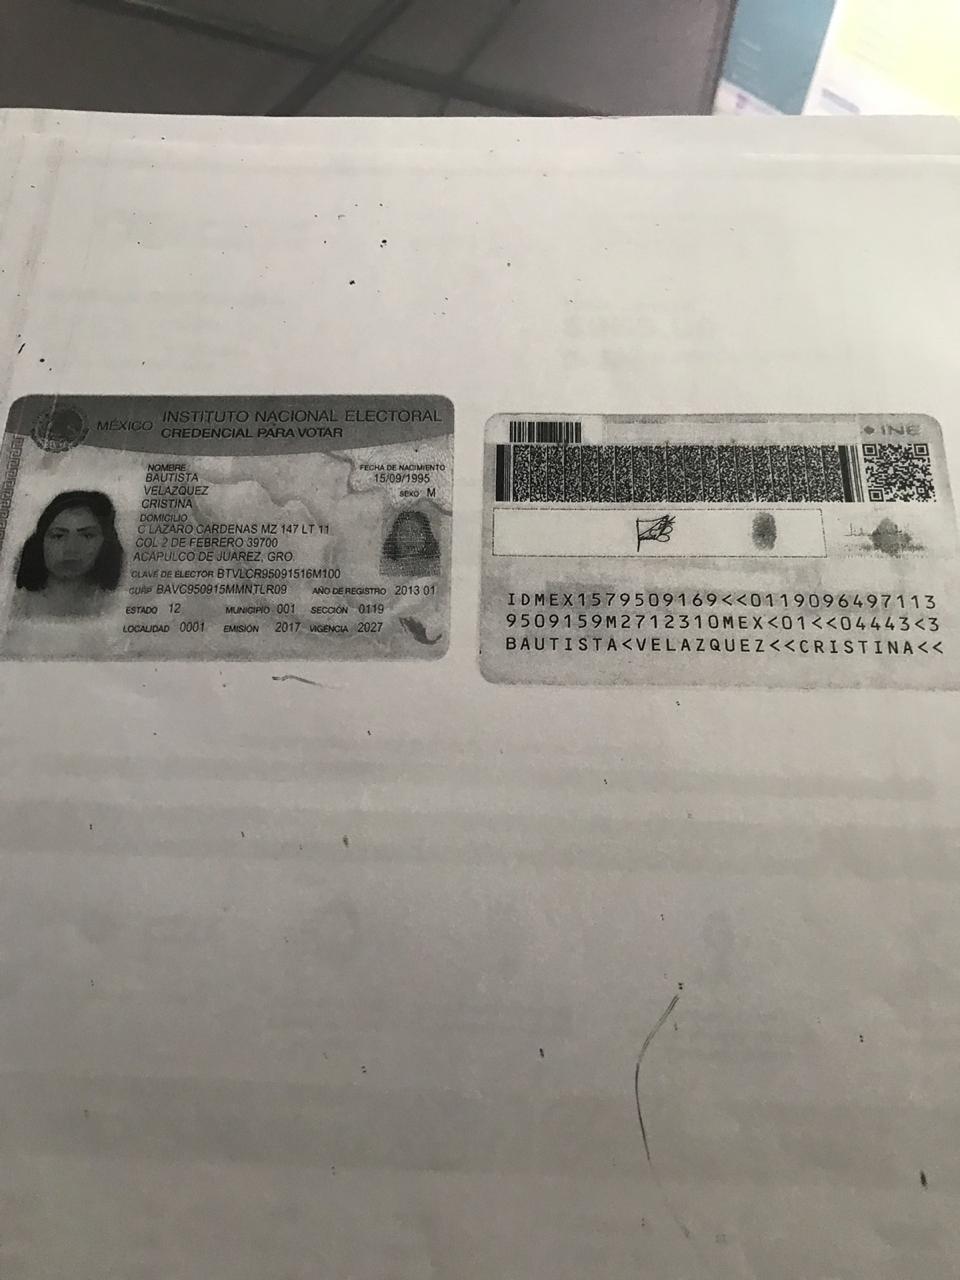 MÉXICO INSTITUTO NACIONAL ELECTORAL
CREDENCIAL PARA VOTAR
NOMBRE
BAUTISTA
VELAZQUEZ
CRISTINA
FECHA DE NACIMIENTO
15/09/1995
SEXO M
DOMICILIO
C LAZARO CARDENAS MZ 147 LT 11
COL 2 DE FEBRERO 39700
ACAPULCO DE JUAREZ, GRO.
CLAVE DE ELECTOR BTVLCR95091516M100
CURP BAVC950915MMNTLR09 AÑO DE REGISTRO 2013 01
ESTADO 12 MUNICIPIO 001 SECCIÓN 0119
LOCALIDAD 0001 EMISIÓN 2017 VIGENCIA 2027
INE
IDMEX1579509169<<0119096497113
9509159M2712310MEX<01<<04443<3
BAUTISTA<VELAZQUEZ<<CRISTINA<<